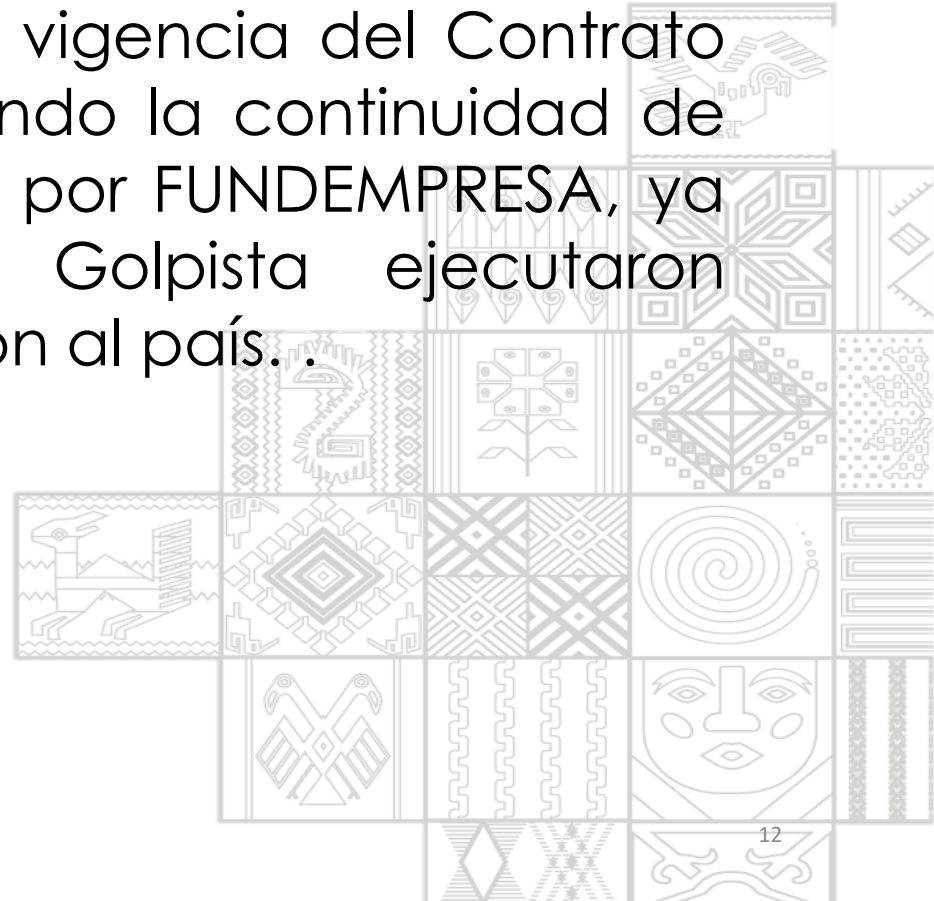 vigencia del Contrato
ndo la continuidad de
por FUNDEMPRESA, ya
Golpista ejecutaron
on al país. .
12